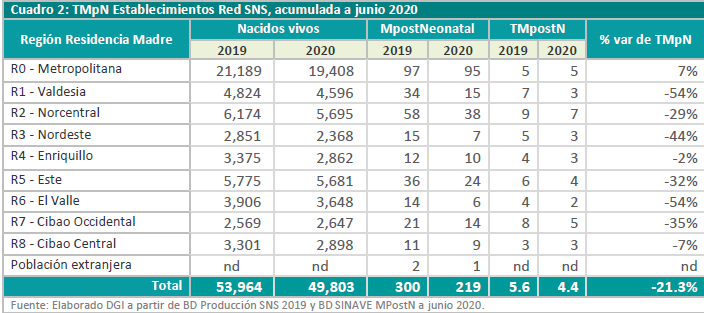 Cuadro 2: TMpN Establecimientos Red SNS, acumulada a junio 2020
Región Residencia Madre Nacidos vivos MpostNeonatal TMpostN % var de TMpN
2019 2020 2019 2020 2019 2020
R0 - Metropolitana 21,189 19,408 97 95 5 5 7%
R1 - Valdesia 4,824 4,596 34 15 7 3 -54%
R2 - Norcentral 6,174 5,695 58 38 9 7 -29%
R3 - Nordeste 2,851 2,368 15 7 5 3 -44%
R4 - Enriquillo 3,375 2,862 12 10 4 3 -2%
R5 - Este 5,775 5,681 36 24 6 4 -32%
R6 - El Valle 3,906 3,648 14 6 4 2 -54%
R7 - Cibao Occidental 2,569 2,647 21 14 8 5 -35%
R8 - Cibao Central 3,301 2,898 11 9 3 3 -7%
Población extranjera nd nd 2 1 nd nd nd
Total 53,964 49,803 300 219 5.6 4.4 -21.3%
Fuente: Elaborado DGI a partir de BD Producción SNS 2019 y BD SINAVE MPostN a junio 2020.